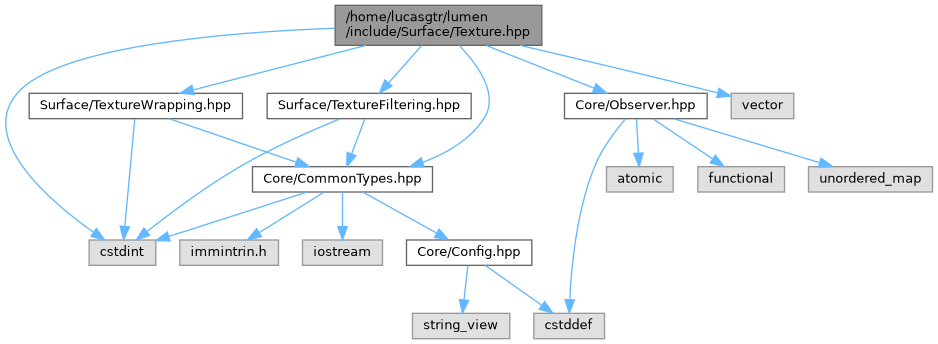 /home/lucasgtr/lumen
/include/Surface/Texture.hpp
Surface/TextureWrapping.hpp
Surface/TextureFiltering.hpp
Core/Observer.hpp
vector
Core/CommonTypes.hpp
atomic
functional
unordered_map
cstdint
immintrin.h
iostream
Core/Config.hpp
string_view
cstddef